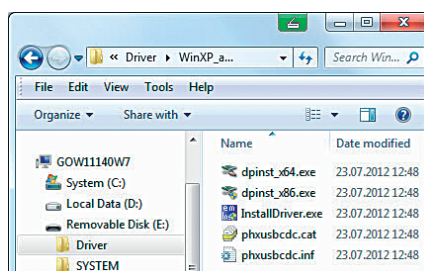 « Driver WinXP_a... Search Win...
File Edit View Tools Help
Organize Share with
Name Date modified
GOW11140W7
System (C:)
Local Data (D:)
Removable Disk (E:)
Driver
SYSTEM
dpinst_x64.exe 23.07.2012 12:48
dpinst_x86.exe 23.07.2012 12:48
InstallDriver.exe 23.07.2012 12:48
phxusbcdc.cat 23.07.2012 12:48
phxusbcdc.inf 23.07.2012 12:48